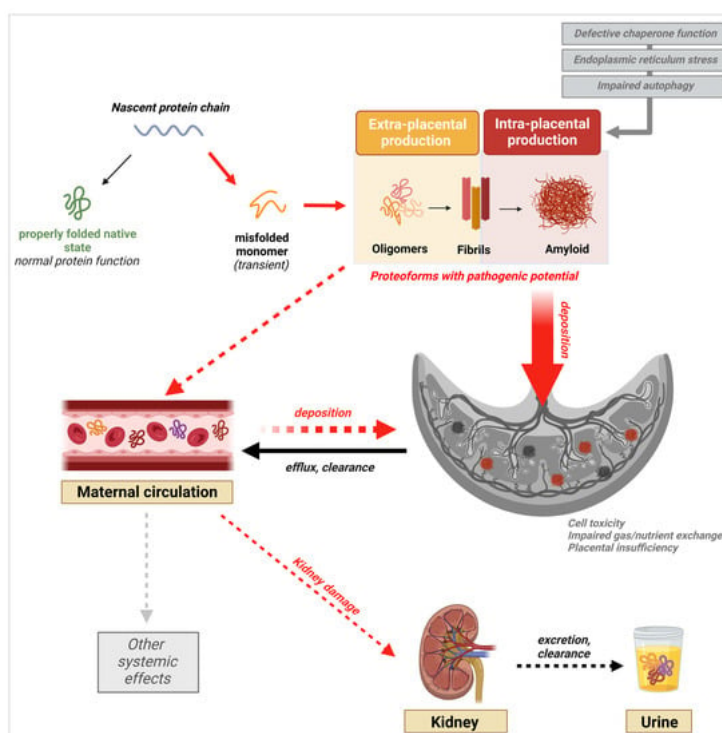 Defective chaperone function
Endoplasmic reticulum stress
Impaired autophagy
Nascent protein chain
Extra-placental
production
Intra-placental
production
properly folded native
state
normal protein function
misfolded
monomer
(transient)
Oligomers
Fibrils
Amyloid
Proteoforms with pathogenic potential
deposition
deposition
efflux, clearance
Maternal circulation
Cell toxicity
Impaired gas/nutrient exchange
Placental insufficiency
Kidney damage
Other
systemic
effects
excretion,
clearance
Kidney
Urine